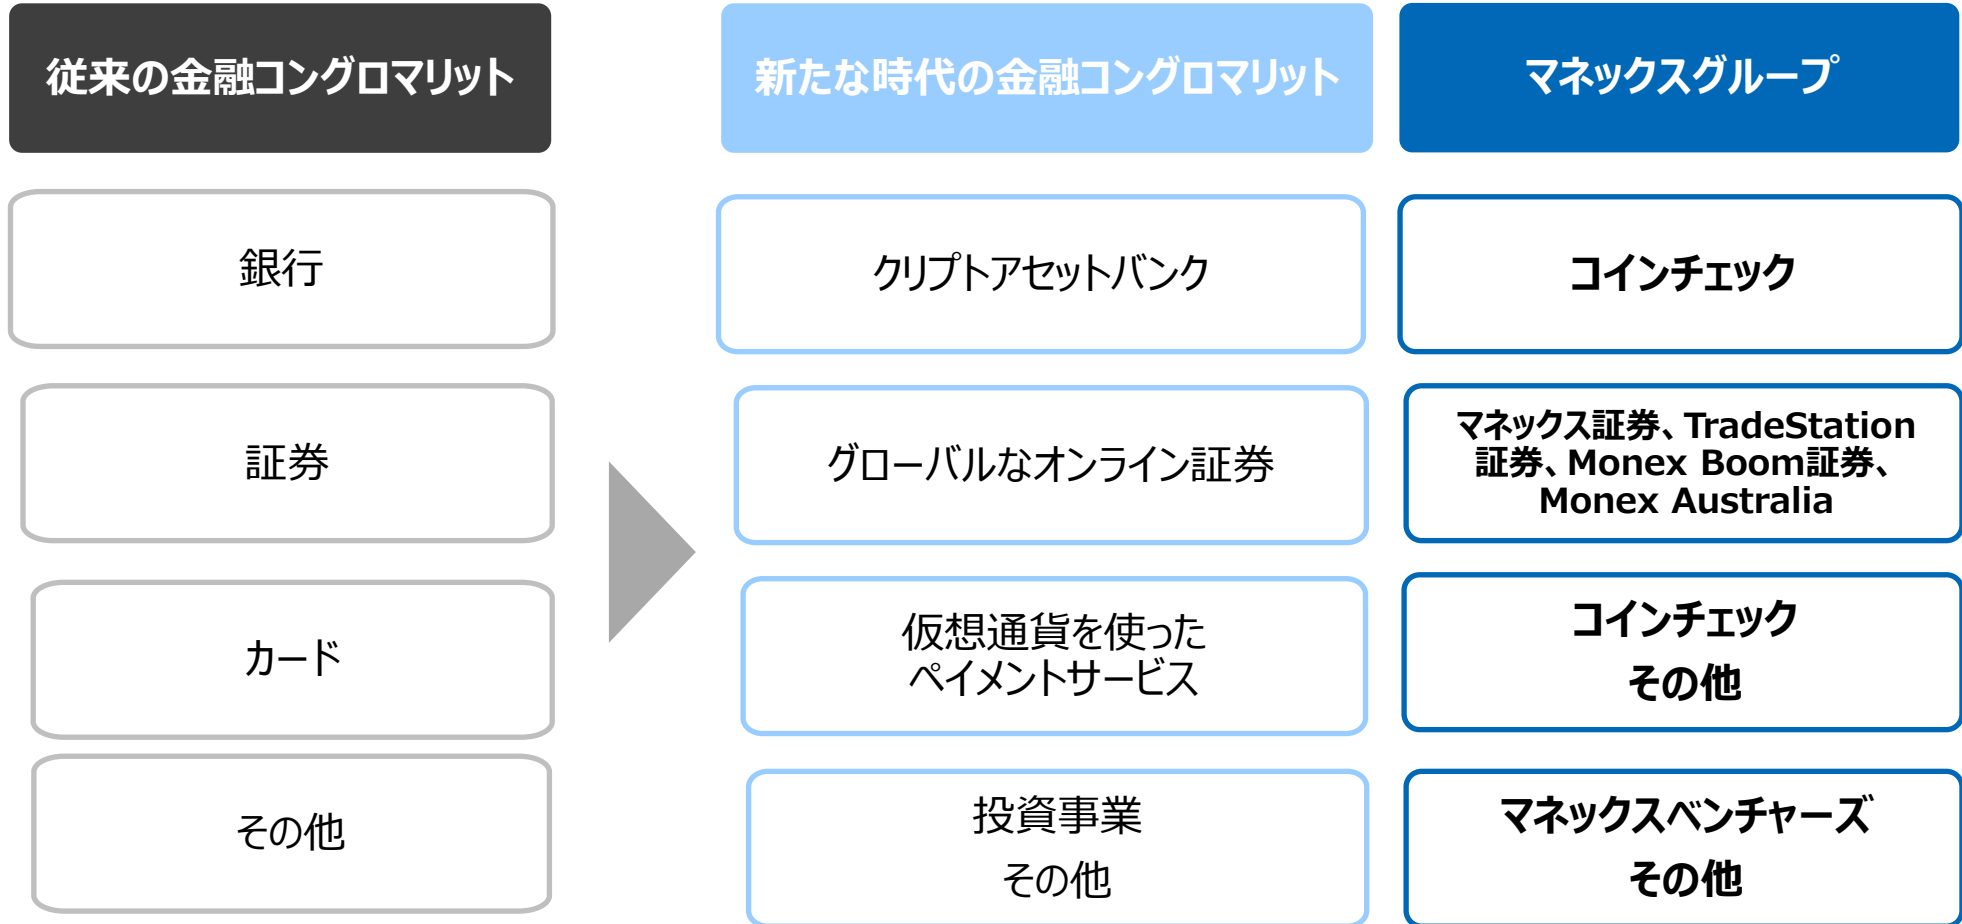 従来の金融コングロマリット
新たな時代の金融コングロマリット
マネックスグループ
銀行
クリプトアセットバンク
コインチェック
証券
グローバルなオンライン証券
マネックス証券、TradeStation
証券、Monex Boom証券、
Monex Australia
カード
仮想通貨を使った
ペイメントサービス
コインチェック
その他
その他
投資事業
その他
マネックスベンチャーズ
その他